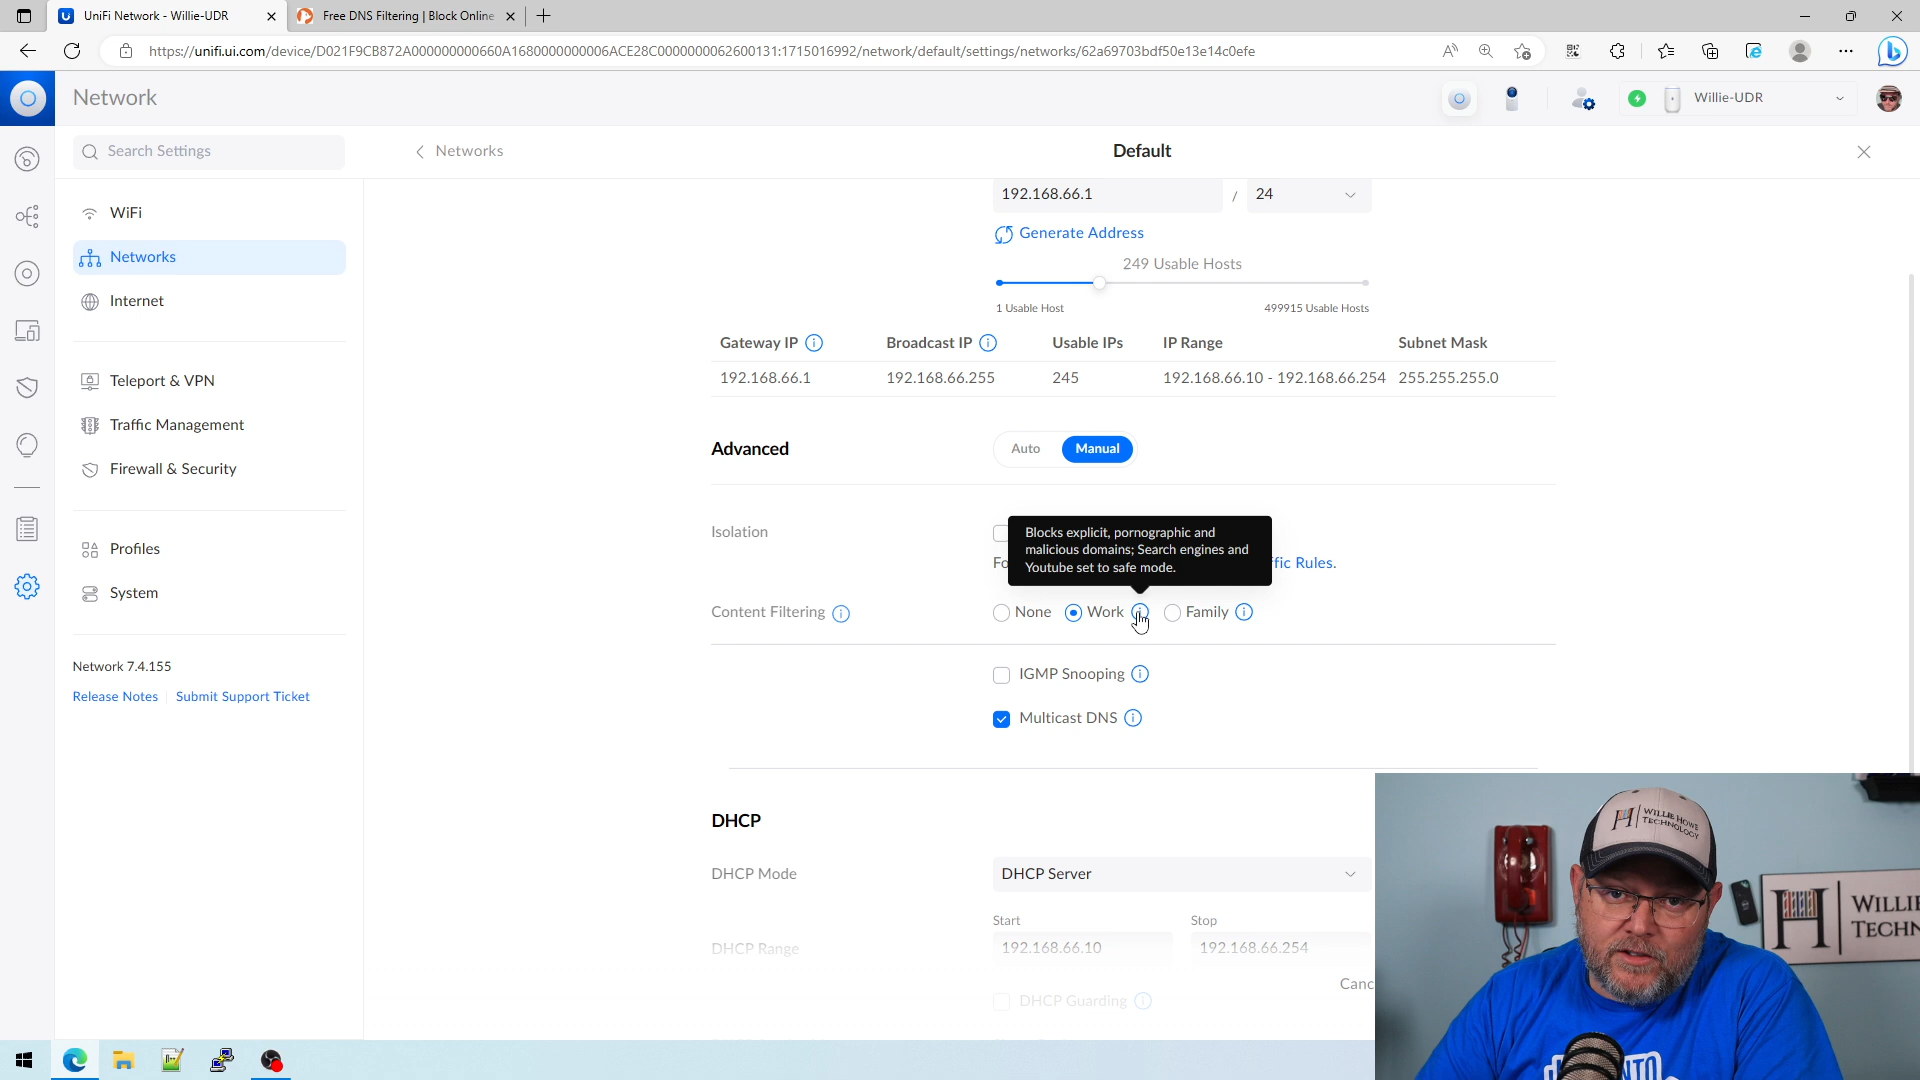 UniFi Network - Willie-UDR
Free DNS Filtering | Block Online
https://unifi.ui.com/device/D021F9CB872A000000000660A1680000000006ACE28C0000000062600131:1715016992/network/default/settings/networks/62a69703bdf50e13e14c0efe
Network
Willie-UDR
Search Settings
Networks
Default
WiFi
Networks
Internet
Teleport & VPN
Traffic Management
Firewall & Security
Profiles
System
Network 7.4.155
Release Notes
Submit Support Ticket
192.168.66.1 / 24
Generate Address
249 Usable Hosts
1 Usable Host
499915 Usable Hosts
Gateway IP Broadcast IP Usable IPs IP Range Subnet Mask
192.168.66.1 192.168.66.255 245 192.168.66.10 - 192.168.66.254 255.255.255.0
Advanced Auto Manual
Isolation
Blocks explicit, pornographic and
malicious domains; Search engines and
Youtube set to safe mode.
Fo
ffic Rules.
Content Filtering None Work Family
IGMP Snooping
Multicast DNS
DHCP
DHCP Mode DHCP Server
Start Stop
DHCP Range 192.168.66.10 192.168.66.254
Canc
DHCP Guarding
H WILLIE HOWE
TECHNOLOGY
H WILLIE
TECHN